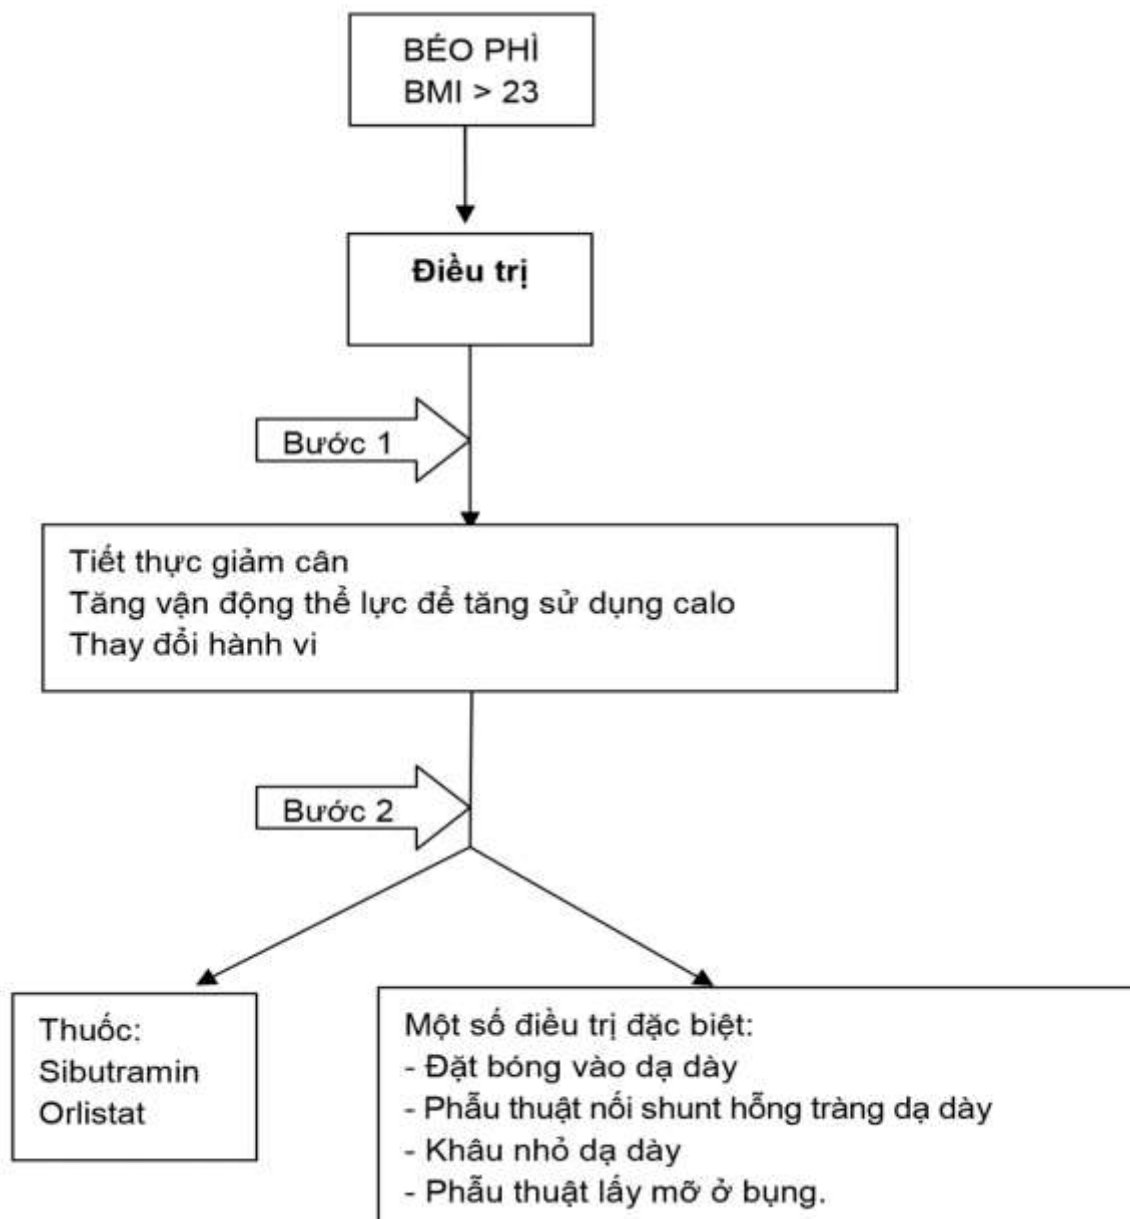 BÉO PHÌ
BMI > 23
Điều trị
Bước 1
Tiết thực giảm cân
Tăng vận động thể lực để tăng sử dụng calo
Thay đổi hành vi
Bước 2
Thuốc:
Sibutramin
Orlistat
Một số điều trị đặc biệt:
- Đặt bóng vào dạ dày
- Phẫu thuật nối shunt hỗng tràng dạ dày
- Khâu nhỏ dạ dày
- Phẫu thuật lấy mỡ ở bụng.